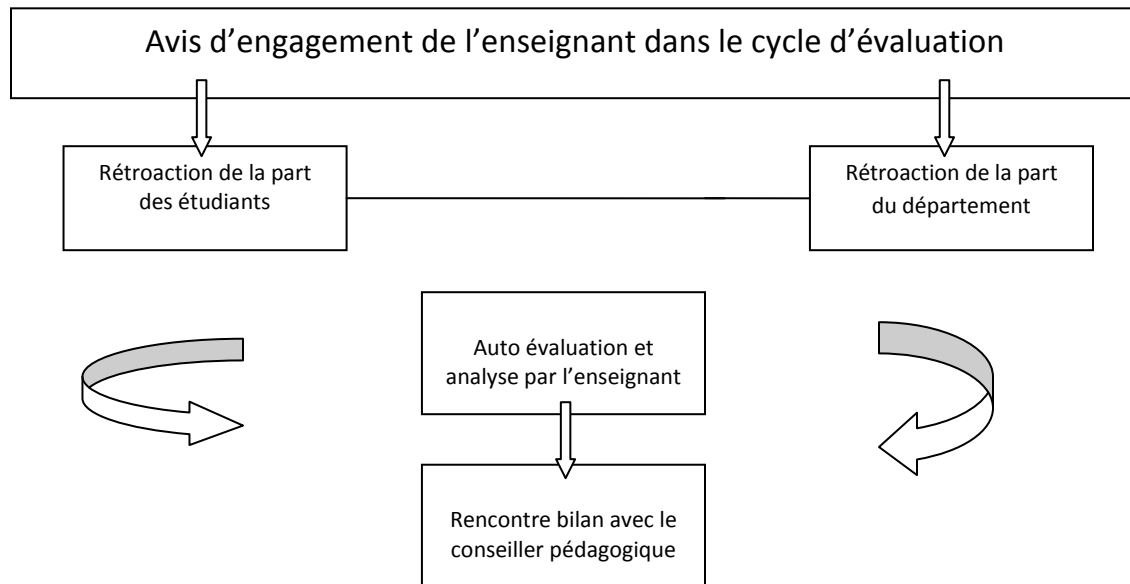 Avis d’engagement de l’enseignant dans le cycle d’évaluation
Rétroaction de la part
des étudiants
Rétroaction de la part
du département
Auto évaluation et
analyse par l’enseignant
Rencontre bilan avec le
conseiller pédagogique